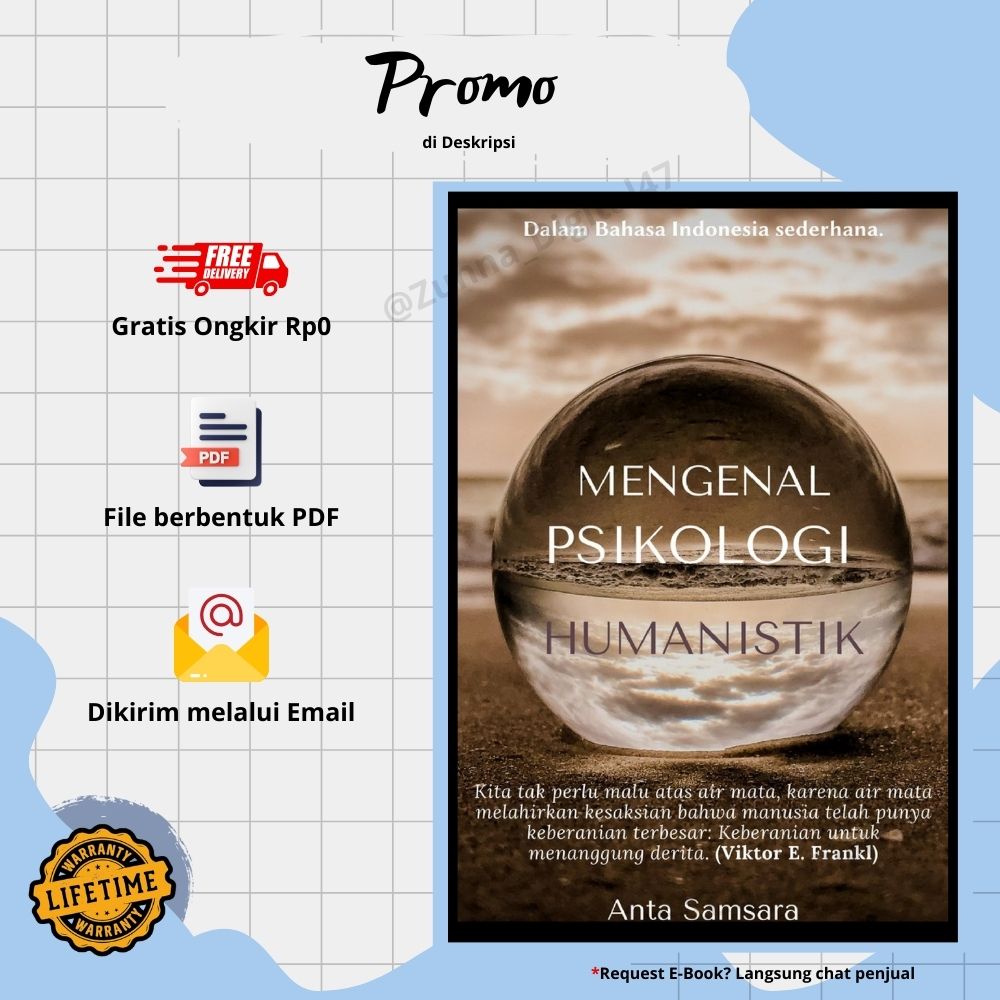 Promo
di Deskripsi
@Zunna_Digital47
FREE
DELIVERY
Gratis Ongkir Rp0
PDF
File berbentuk PDF
@
Dikirim melalui Email
WARRANTY
LIFETIME
WARRANTY
Dalam Bahasa Indonesia sederhana.
MENGENAL
PSIKOLOGI
HUMANISTIK
Kita tak perlu malu atas air mata, karena air mata
melahirkan kesaksian bahwa manusia telah punya
keberanian terbesar: Keberanian untuk
menanggung derita. (Viktor E. Frankl)
Anta Samsara
*Request E-Book? Langsung chat penjual